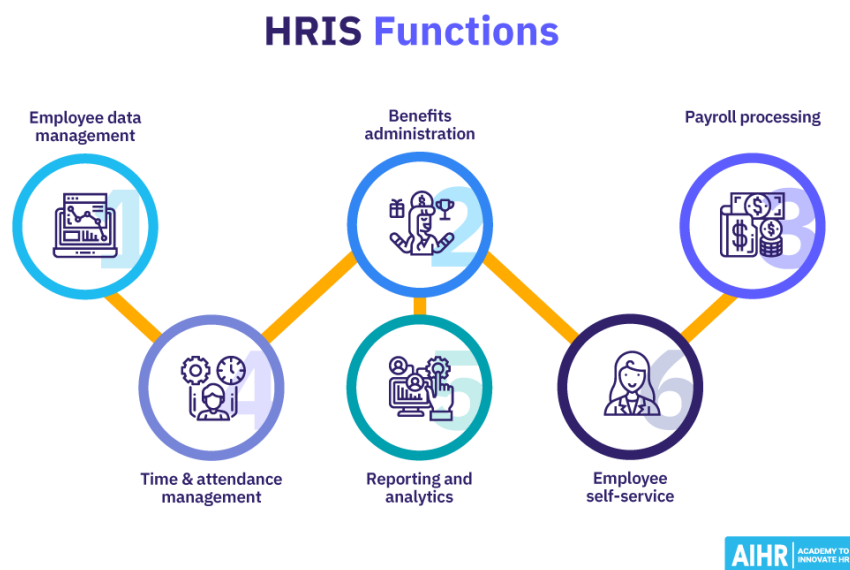 HRIS Functions
Employee data
management
1
Benefits
administration
2
Payroll processing
3
4
Time & attendance
management
5
Reporting and
analytics
6
Employee
self-service
AIHR
ACADEMY TO
INNOVATE HR